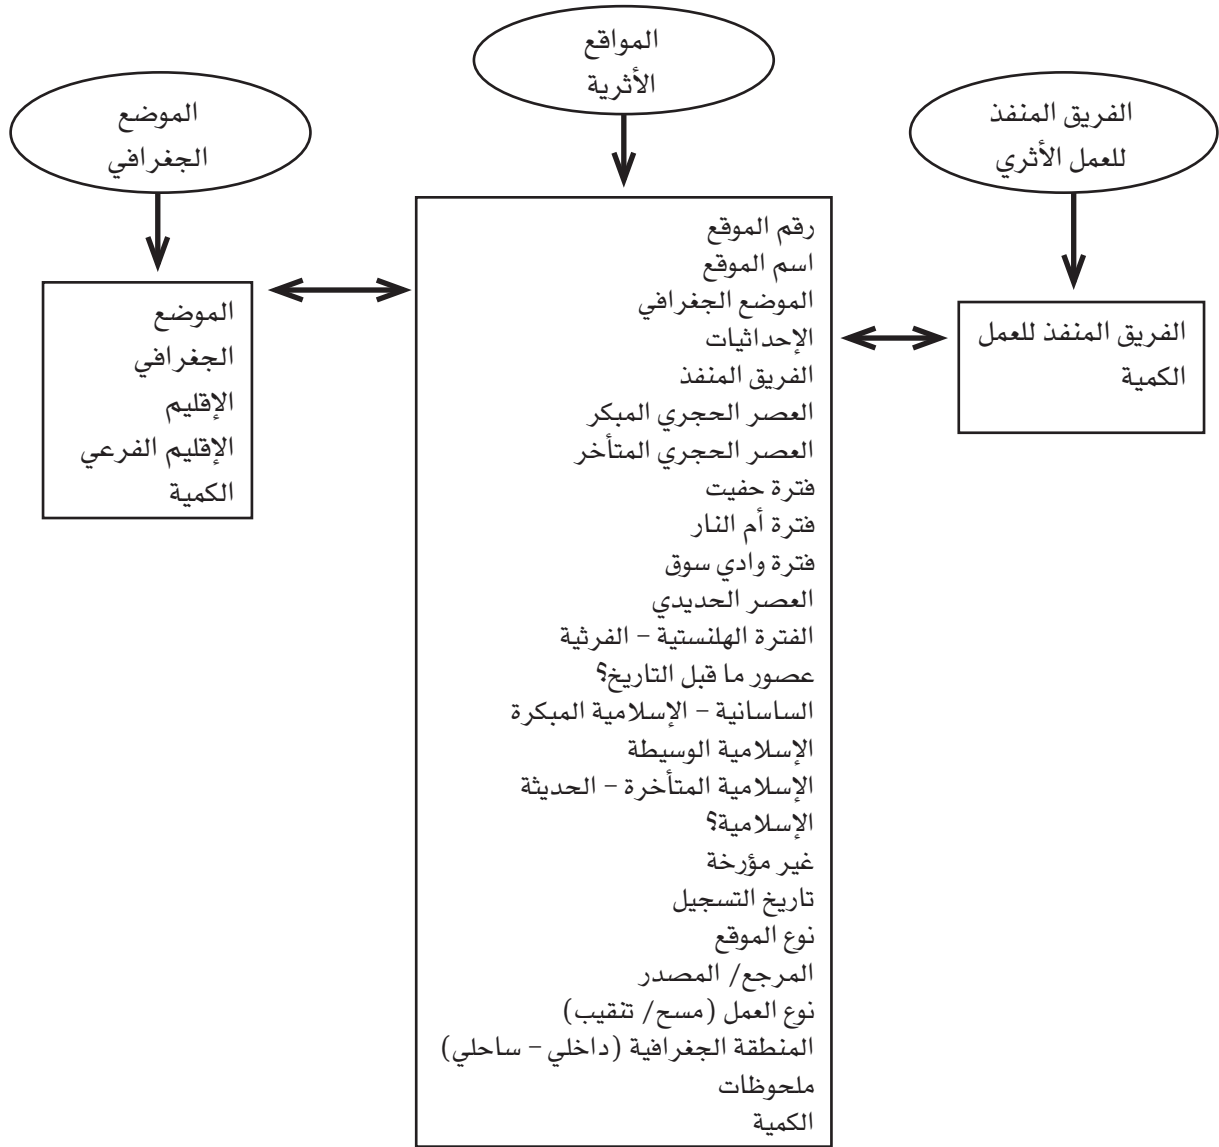 المواقع
الأثرية
الفريق المنفذ
للعمل الأثري
الموضع
الجغرافي
رقم الموقع
اسم الموقع
الموضع الجغرافي
الإحداثيات
الفريق المنفذ
العصر الحجري المبكر
العصر الحجري المتأخر
فترة حفيت
فترة أم النار
فترة وادي سوق
العصر الحديدي
الفترة الهلنستية – الفرثية
عصور ما قبل التاريخ؟
الساسانية – الإسلامية المبكرة
الإسلامية الوسيطة
الإسلامية المتأخرة – الحديثة
الإسلامية؟
غير مؤرخة
تاريخ التسجيل
نوع الموقع
المرجع/ المصدر
نوع العمل (مسح/ تنقيب)
المنطقة الجغرافية (داخلي – ساحلي)
ملحوظات
الكمية
الفريق المنفذ للعمل
الكمية
الموضع
الجغرافي
الإقليم
الإقليم الفرعي
الكمية